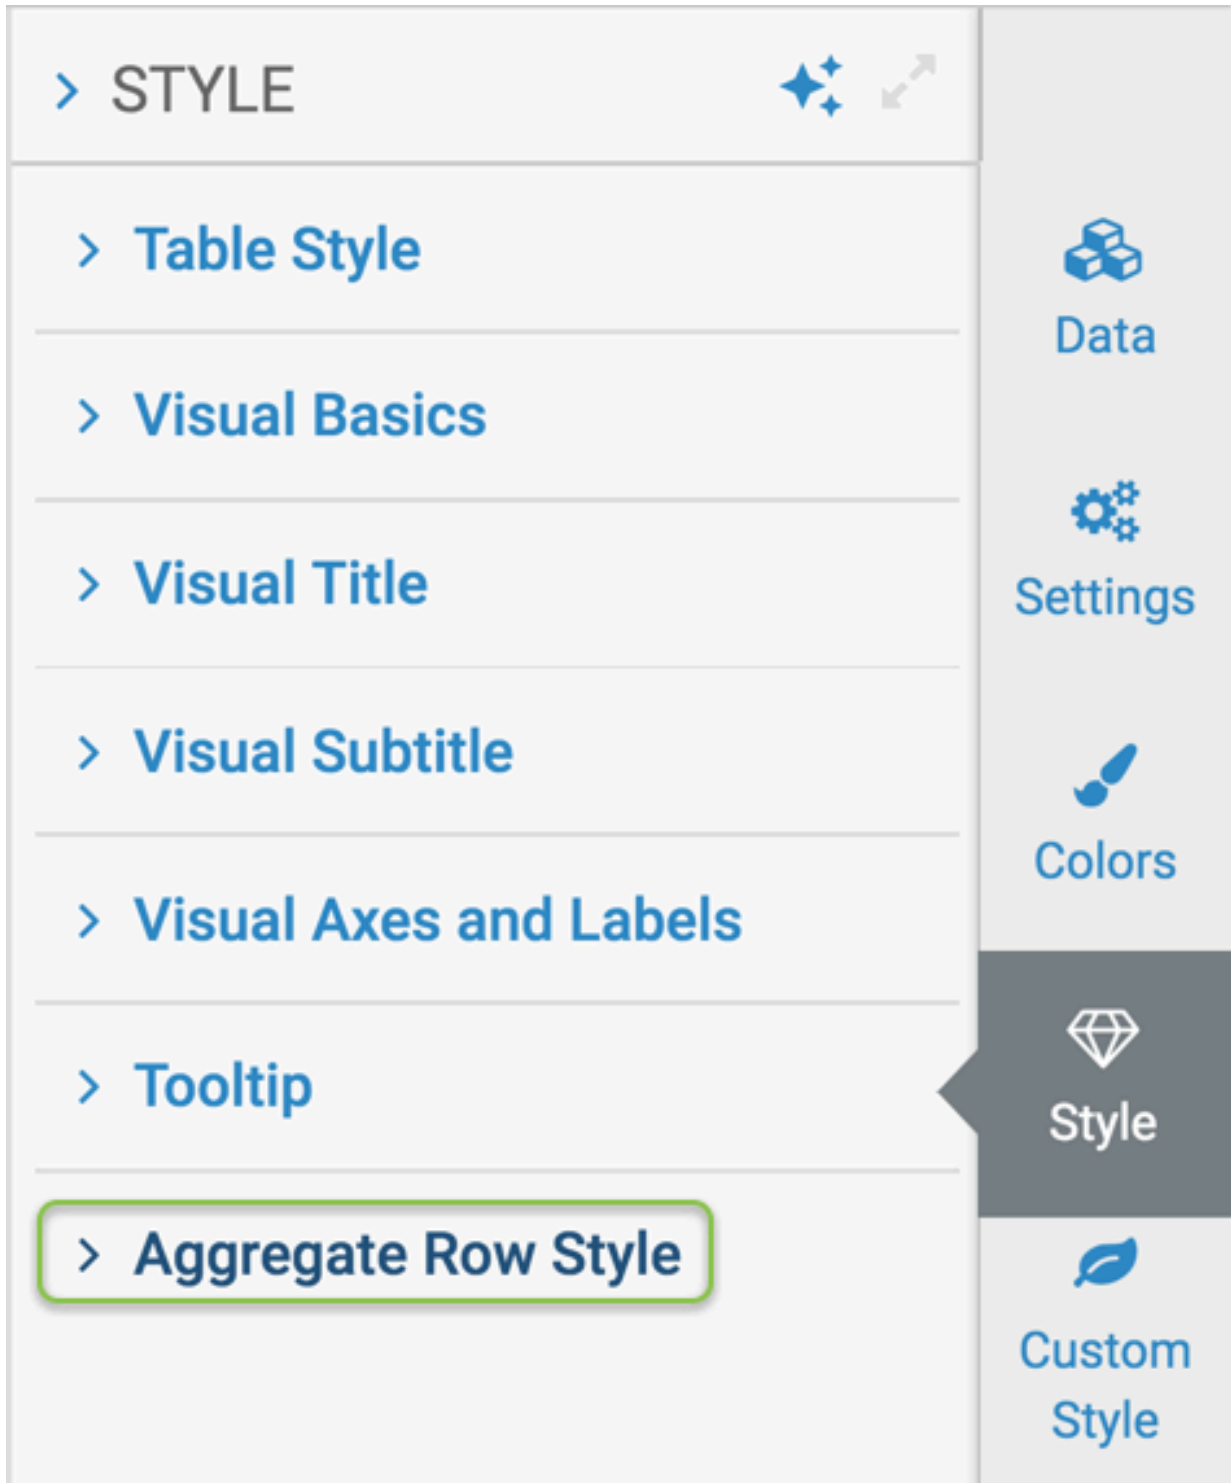 STYLE
Table Style
Visual Basics
Visual Title
Visual Subtitle
Visual Axes and Labels
Tooltip
Aggregate Row Style
Data
Settings
Colors
Style
Custom
Style